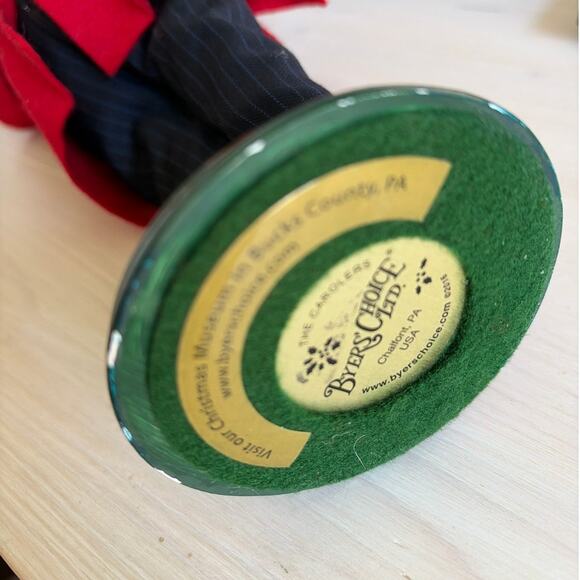 Visit our Christmas Museum in Bucks County, PA
www.byerschoice.com
THE CAROLERS®
BYERS' CHOICE
LTD.
Chalfont, PA
USA
www.byerschoice.com ©2015